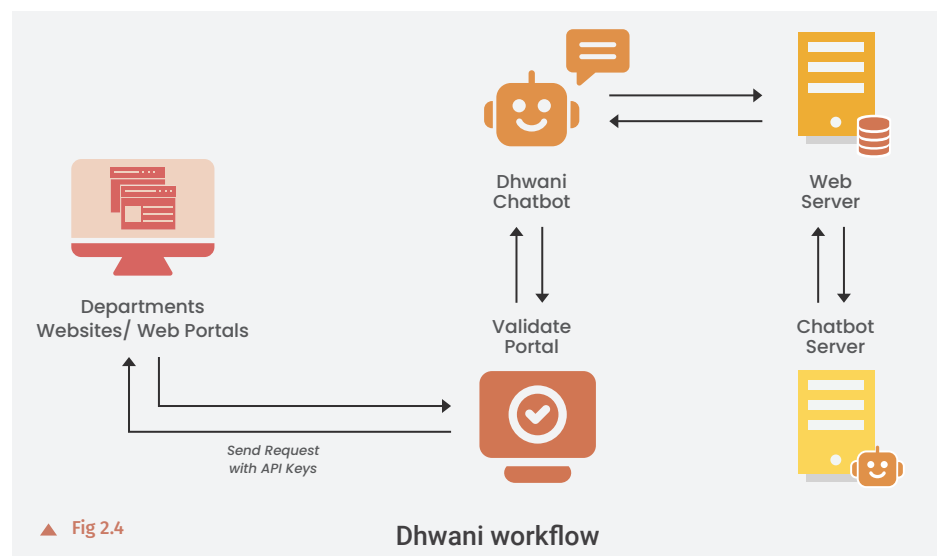 Dhwani
Chatbot
Web
Server
Departments
Websites/ Web Portals
Validate
Portal
Chatbot
Server
Send Request
with API Keys
Fig 2.4
Dhwani workflow